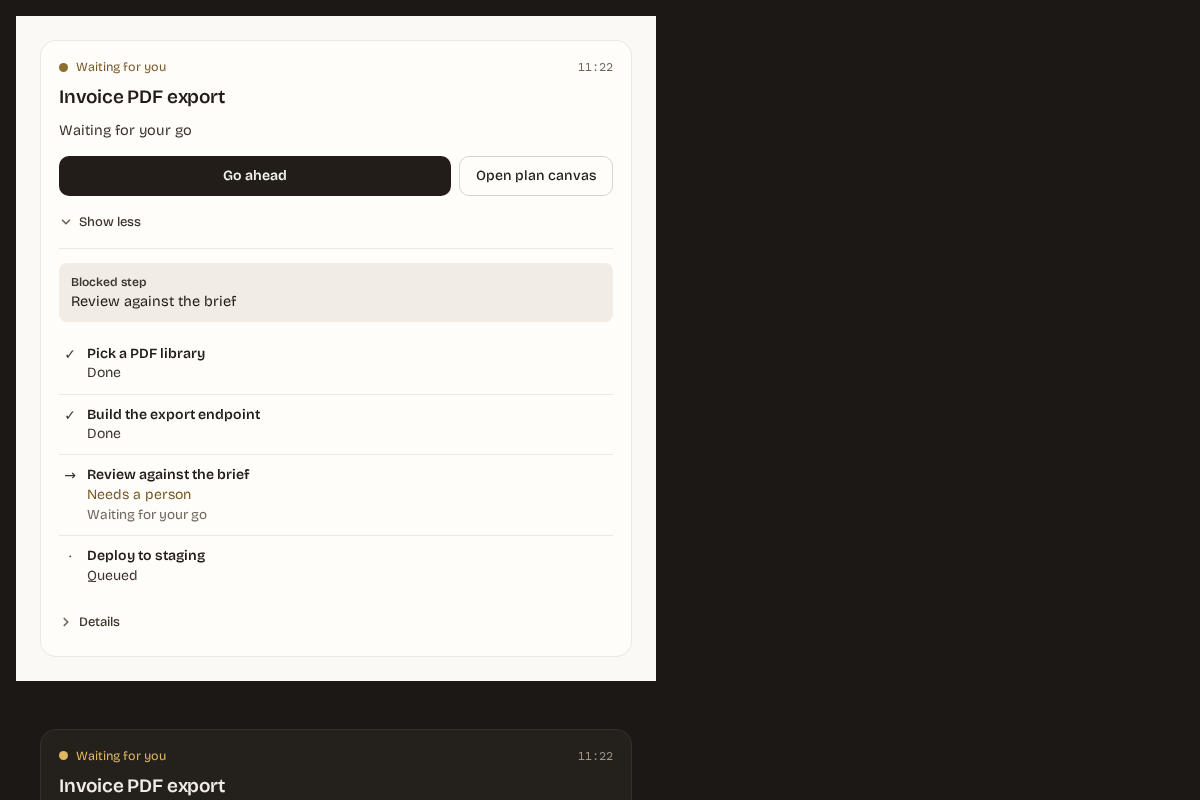 Waiting for you 11:22
Invoice PDF export
Waiting for your go
Go ahead Open plan canvas
Show less
Blocked step
Review against the brief
✓ Pick a PDF library
Done
✓ Build the export endpoint
Done
→ Review against the brief
Needs a person
Waiting for your go
· Deploy to staging
Queued
Details
Waiting for you 11:22
Invoice PDF export